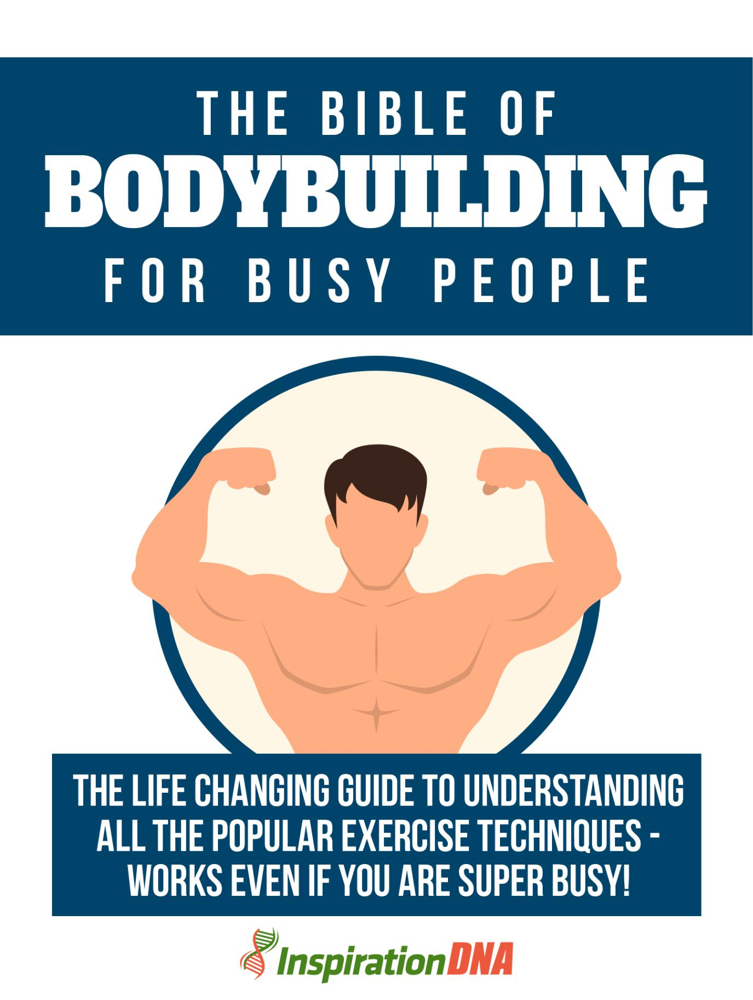 THE BIBLE OF
BODYBUILDING
FOR BUSY PEOPLE
THE LIFE CHANGING GUIDE TO UNDERSTANDING
ALL THE POPULAR EXERCISE TECHNIQUES -
WORKS EVEN IF YOU ARE SUPER BUSY!
InspirationDNA